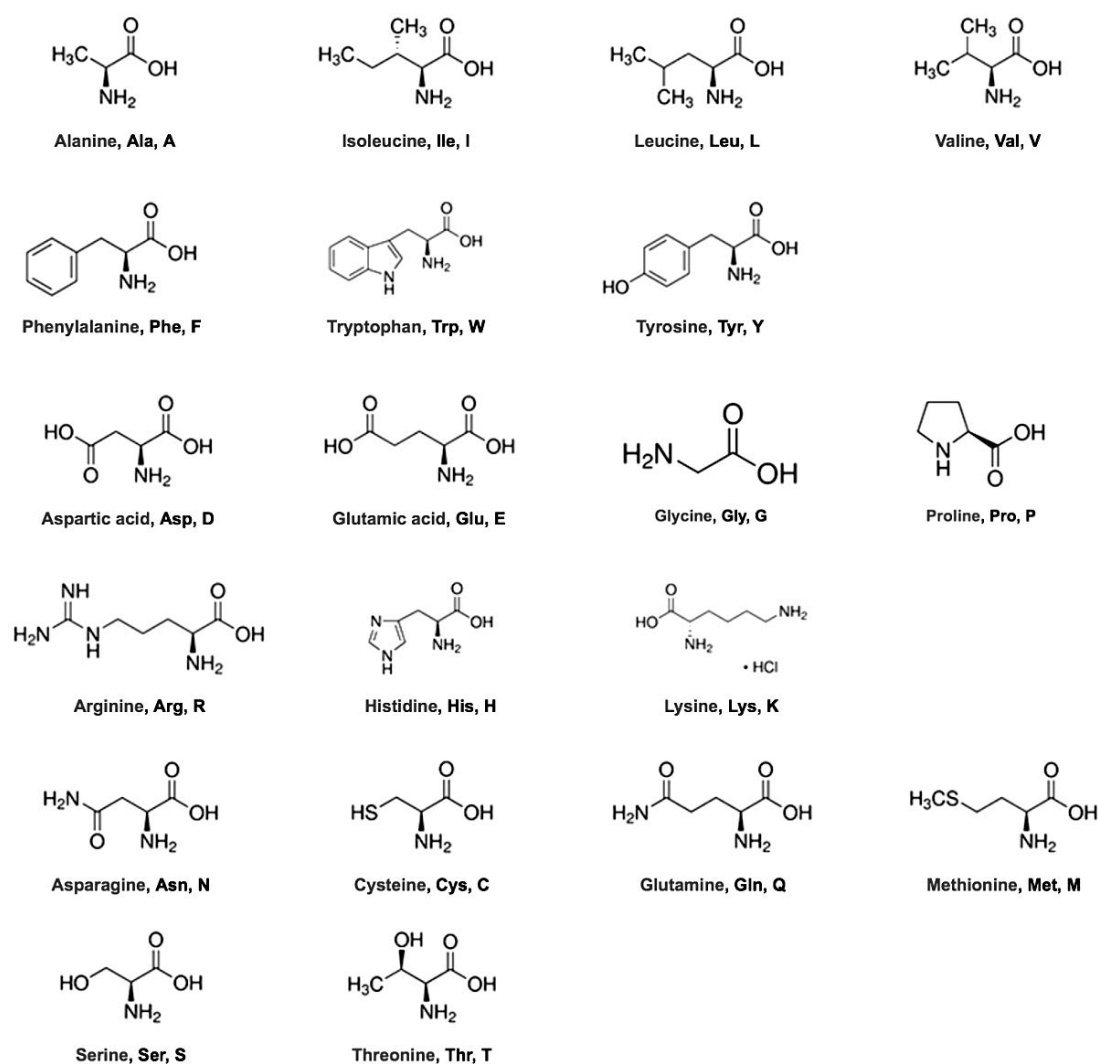 CH₃ O
H₃C OH
NH₂
O
H₃C OH
NH₂
H₃C O
OH
CH₃ NH₂
CH₃ O
H₃C OH
NH₂
Alanine, Ala, A
Isoleucine, Ile, I
Leucine, Leu, L
Valine, Val, V
O
OH
NH₂
O
OH
NH₂
N
H
O
OH
NH₂
HO
Phenylalanine, Phe, F
Tryptophan, Trp, W
Tyrosine, Tyr, Y
O
HO OH
O NH₂
O O
HO OH
NH₂
O
H₂N
OH
OH
N
H O
Aspartic acid, Asp, D
Glutamic acid, Glu, E
Glycine, Gly, G
Proline, Pro, P
NH O
H₂N N OH
H NH₂
O
N OH
NH₂
N
H
O
HO NH₂
NH₂
• HCl
Arginine, Arg, R
Histidine, His, H
Lysine, Lys, K
O
H₂N OH
O NH₂
O
HS OH
NH₂
O O
H₂N OH
NH₂
O
H₃CS OH
NH₂
Asparagine, Asn, N
Cysteine, Cys, C
Glutamine, Gln, Q
Methionine, Met, M
O
HO OH
NH₂
OH O
H₃C OH
NH₂
Serine, Ser, S
Threonine, Thr, T